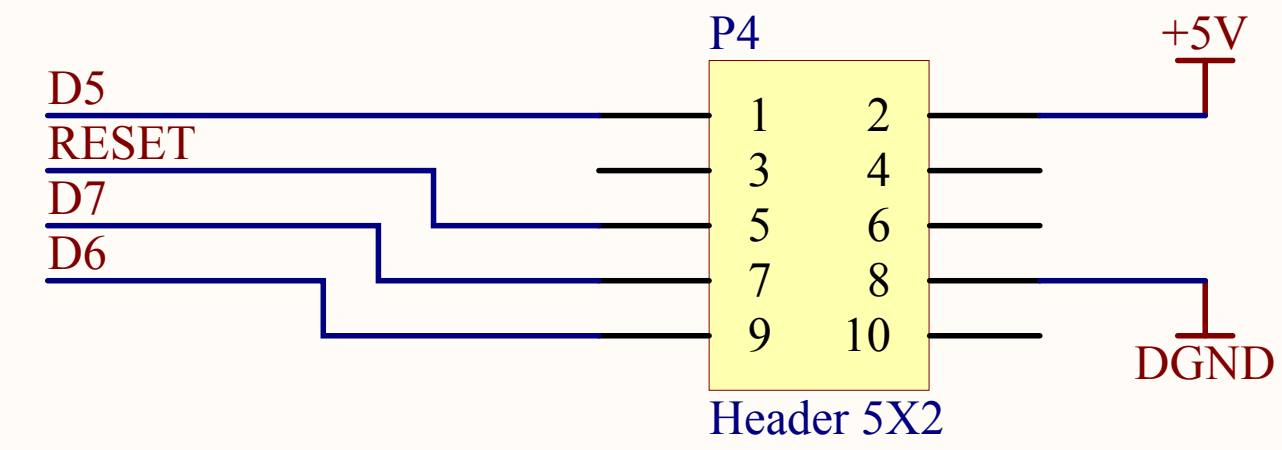 P4
+5V
D5
1 2
RESET
3 4
D7
5 6
D6
7 8
9 10
DGND
Header 5X2